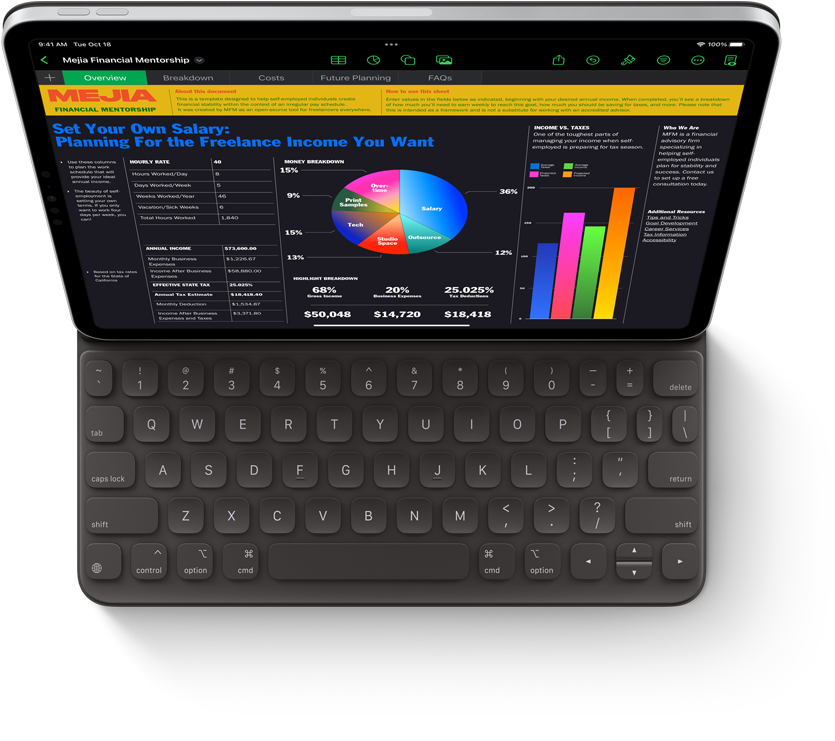 9:41 AM Tue Oct 18
100%
Mejia Financial Mentorship
Overview Breakdown Costs Future Planning FAQs
MEJIA
FINANCIAL MENTORSHIP
About this document
This is a template designed to help self-employed individuals create
financial stability within the context of an irregular pay schedule.
It was created by MFM as an open-source tool for freelancers everywhere.
How to use this sheet
Enter values in the fields below as indicated, beginning with your desired annual income. When completed, you'll see a breakdown
of how much you'll need to earn weekly to reach this goal, how much you should be saving for taxes, and more. Please note that
this is intended as a framework and is not a substitute for working with an accredited advisor.
Set Your Own Salary:
Planning For the Freelance Income You Want
Use these columns
to plan the work
schedule that will
provide your ideal
annual income.
The beauty of self-
employment is
setting your own
terms. If you only
want to work four
days per week, you
can!
Based on tax rates
for the State of
California
HOURLY RATE 40
Hours Worked/Day 8
Days Worked/Week 5
Weeks Worked/Year 46
Vacation/Sick Weeks 6
Total Hours Worked 1,840
ANNUAL INCOME $73,600.00
Monthly Business
Expenses $1,226.67
Income After Business
Expenses $58,880.00
EFFECTIVE STATE TAX 25.025%
Annual Tax Estimate $18,418.40
Monthly Deduction $1,534.87
Income After Business
Expenses and Taxes $3,371.80
MONEY BREAKDOWN
15%
9%
15%
13%
36%
12%
Over-
time
Print
Samples
Tech
Studio
Space
Outsource
Salary
HIGHLIGHT BREAKDOWN
68% 20% 25.025%
Gross Income Business Expenses Tax Deductions
$50,048 $14,720 $18,418
INCOME VS. TAXES
One of the toughest parts of
managing your income when self-
employed is preparing for tax season.
200
150
100
50
0
Who We Are
MFM is a financial
advisory firm
specializing in
helping self-
employed individuals
plan for stability and
success. Contact us
to set up a free
consultation today.
Additional Resources
Tips and Tricks
Goal Development
Career Services
Tax Information
Accessibility
~ ! @ # $ % ^ & * ( ) — +
` 1 2 3 4 5 6 7 8 9 0 - = delete
tab Q W E R T Y U I O P { [ } ] | \
caps lock A S D F G H J K L : ; " ' return
shift Z X C V B N M < , > . ? / shift
control option cmd cmd option